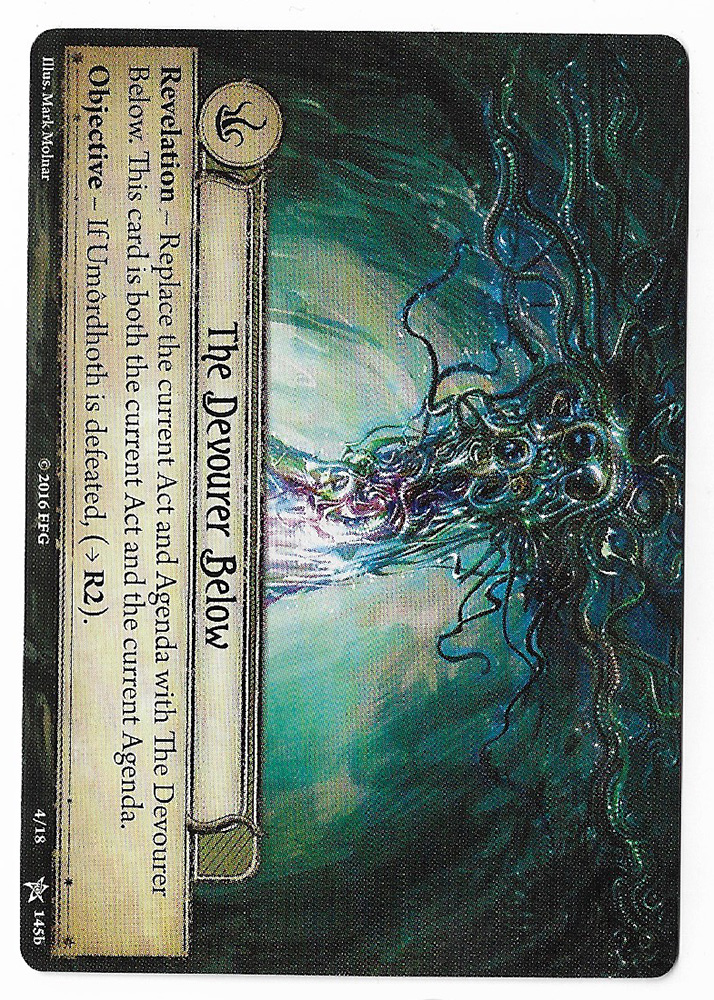 The Devourer Below
Revelation – Replace the current Act and Agenda with The Devourer
Below. This card is both the current Act and the current Agenda.
Objective – If Umôrdhoth is defeated, (→ R2).
Illus. Mark Molnar
© 2016 FFG
4/18
145b